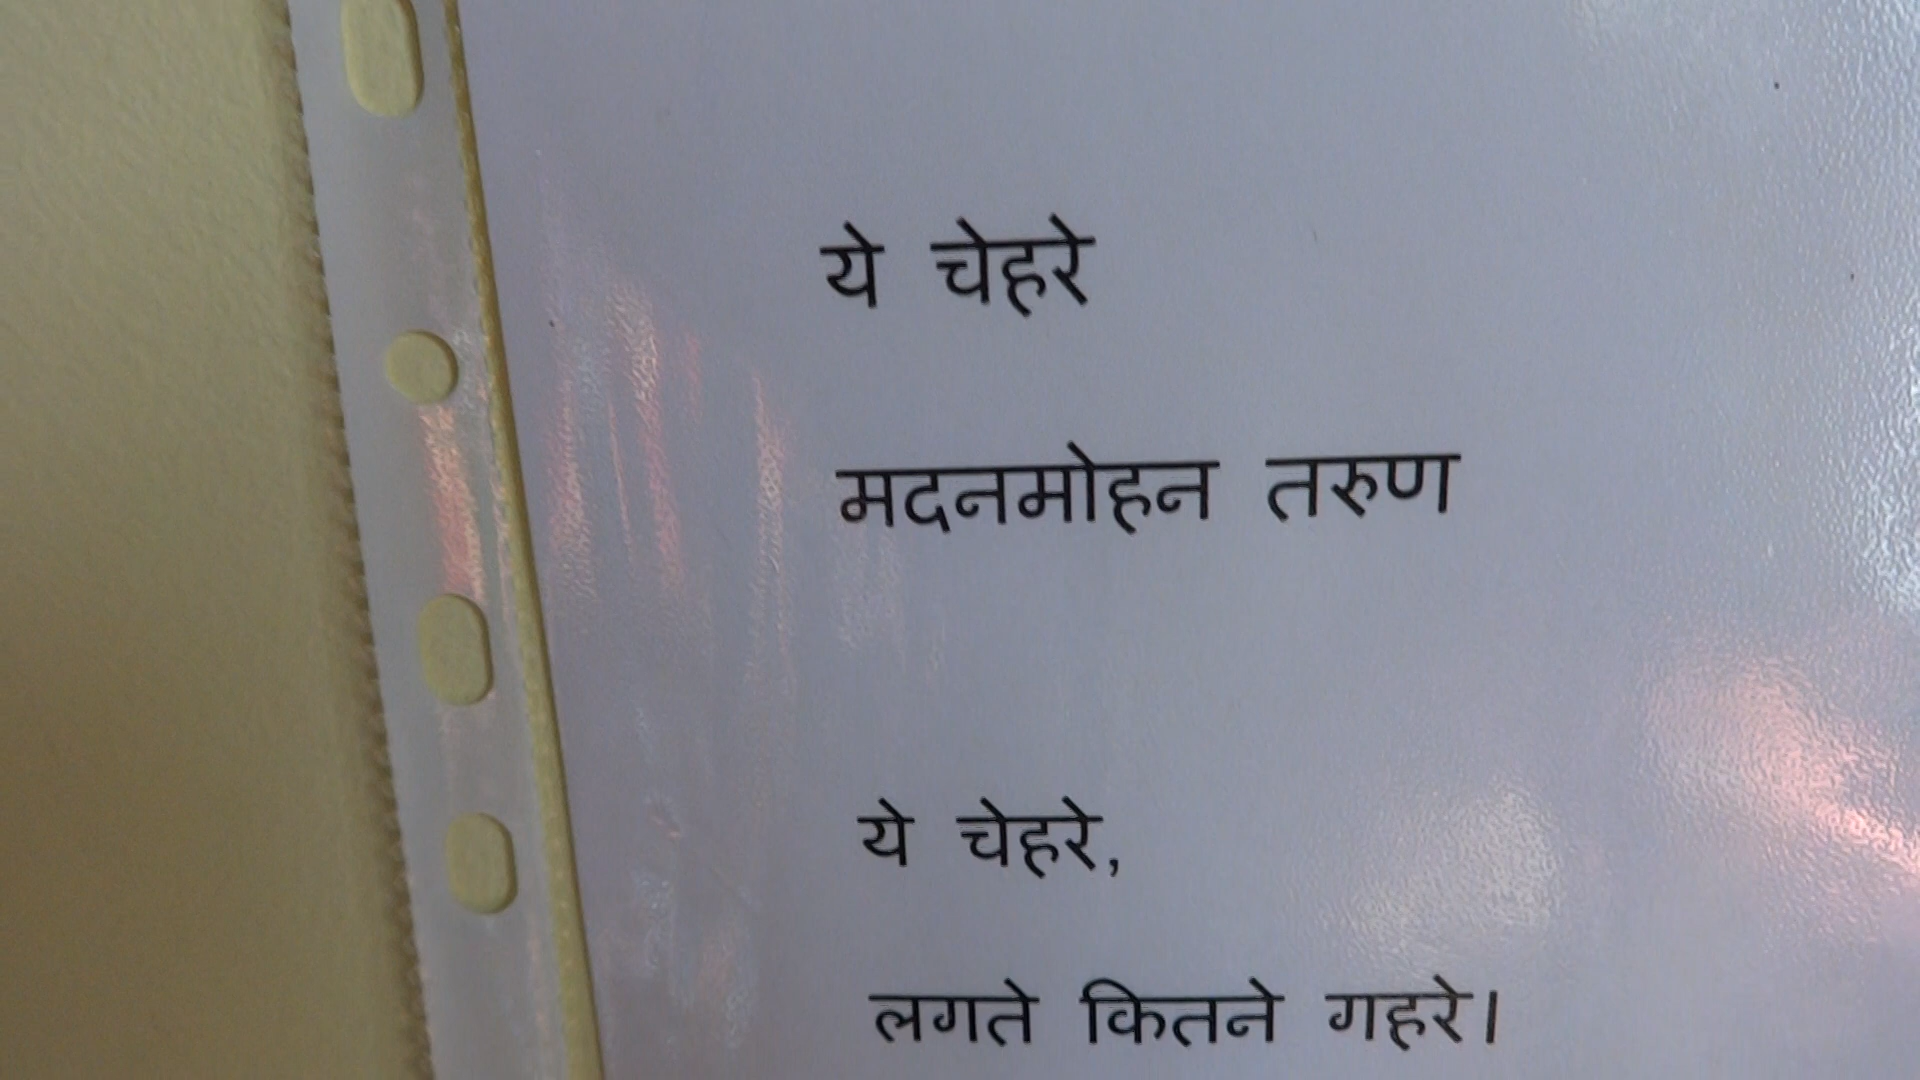 ये चेहरे
मदनमोहन तरुण
ये चेहरे,
लगते कितने गहरे।